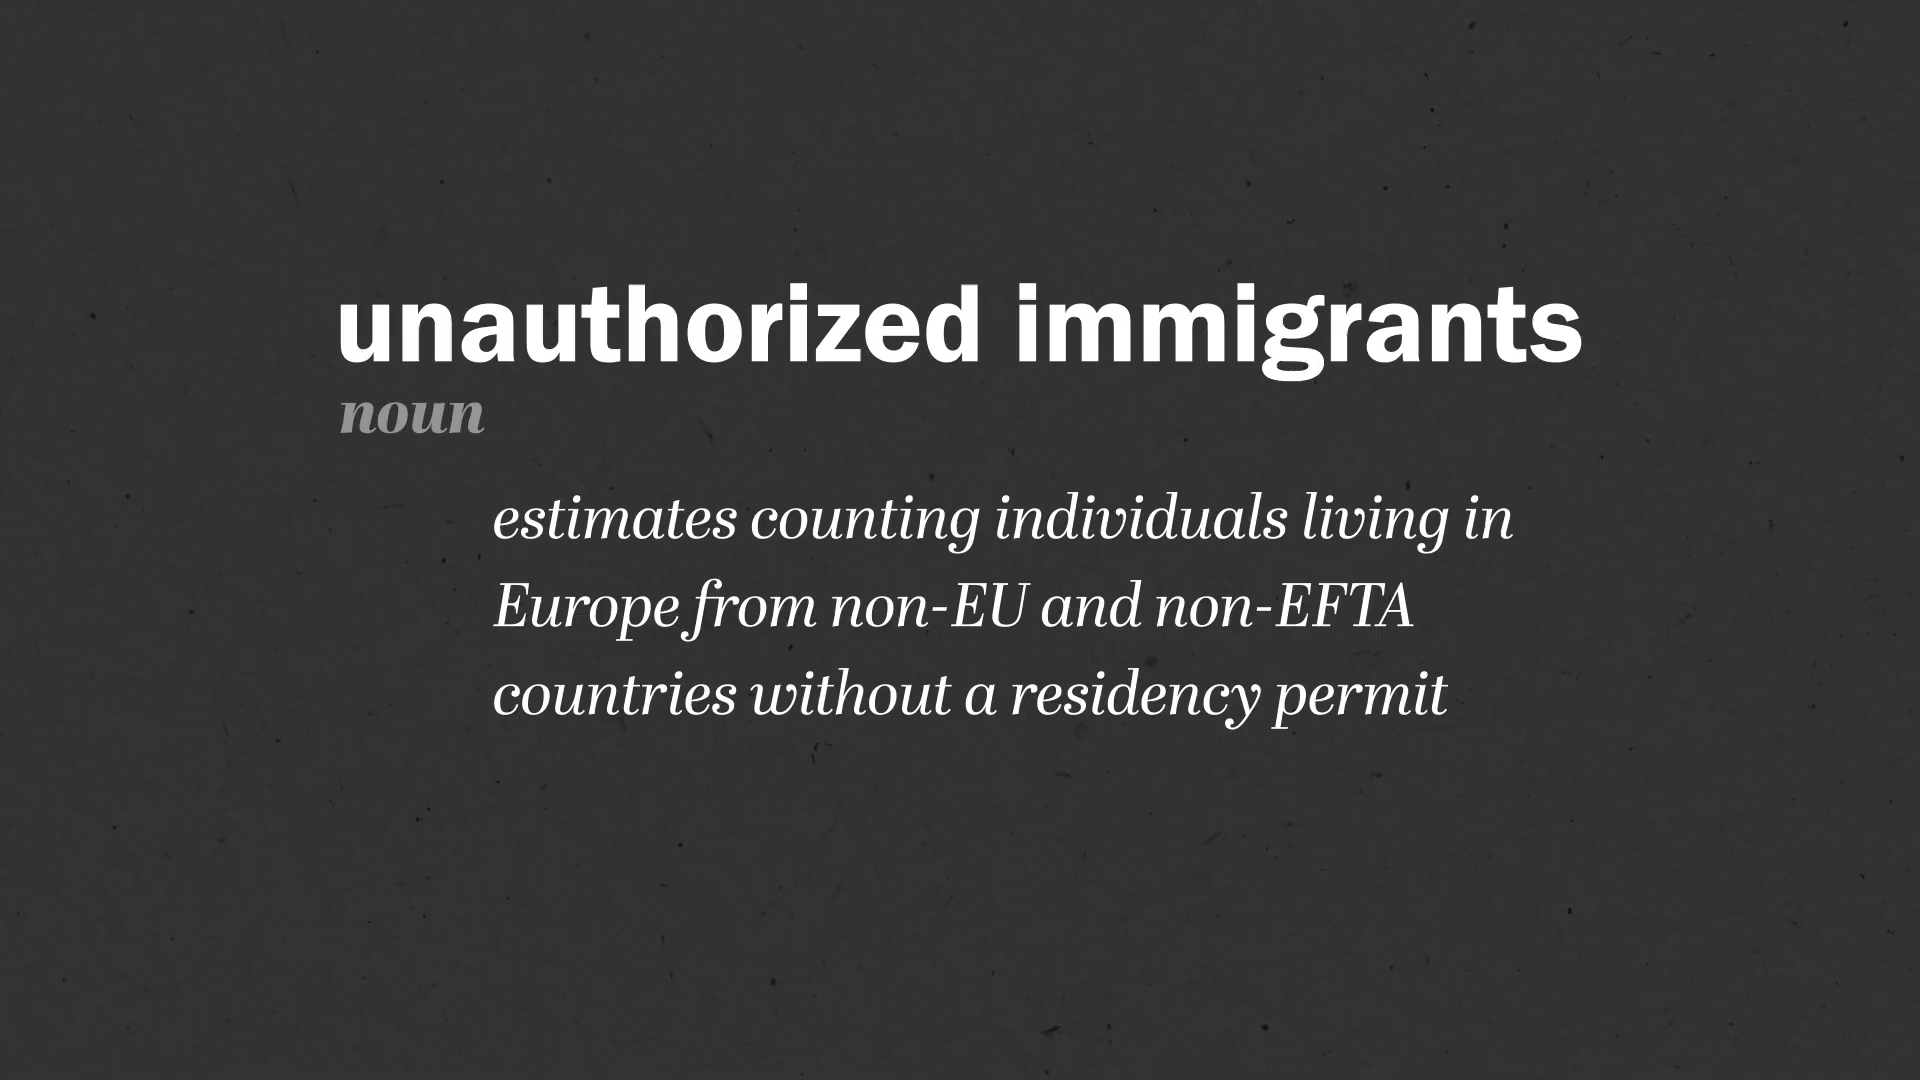 unauthorized immigrants
noun
estimates counting individuals living in
Europe from non-EU and non-EFTA
countries without a residency permit